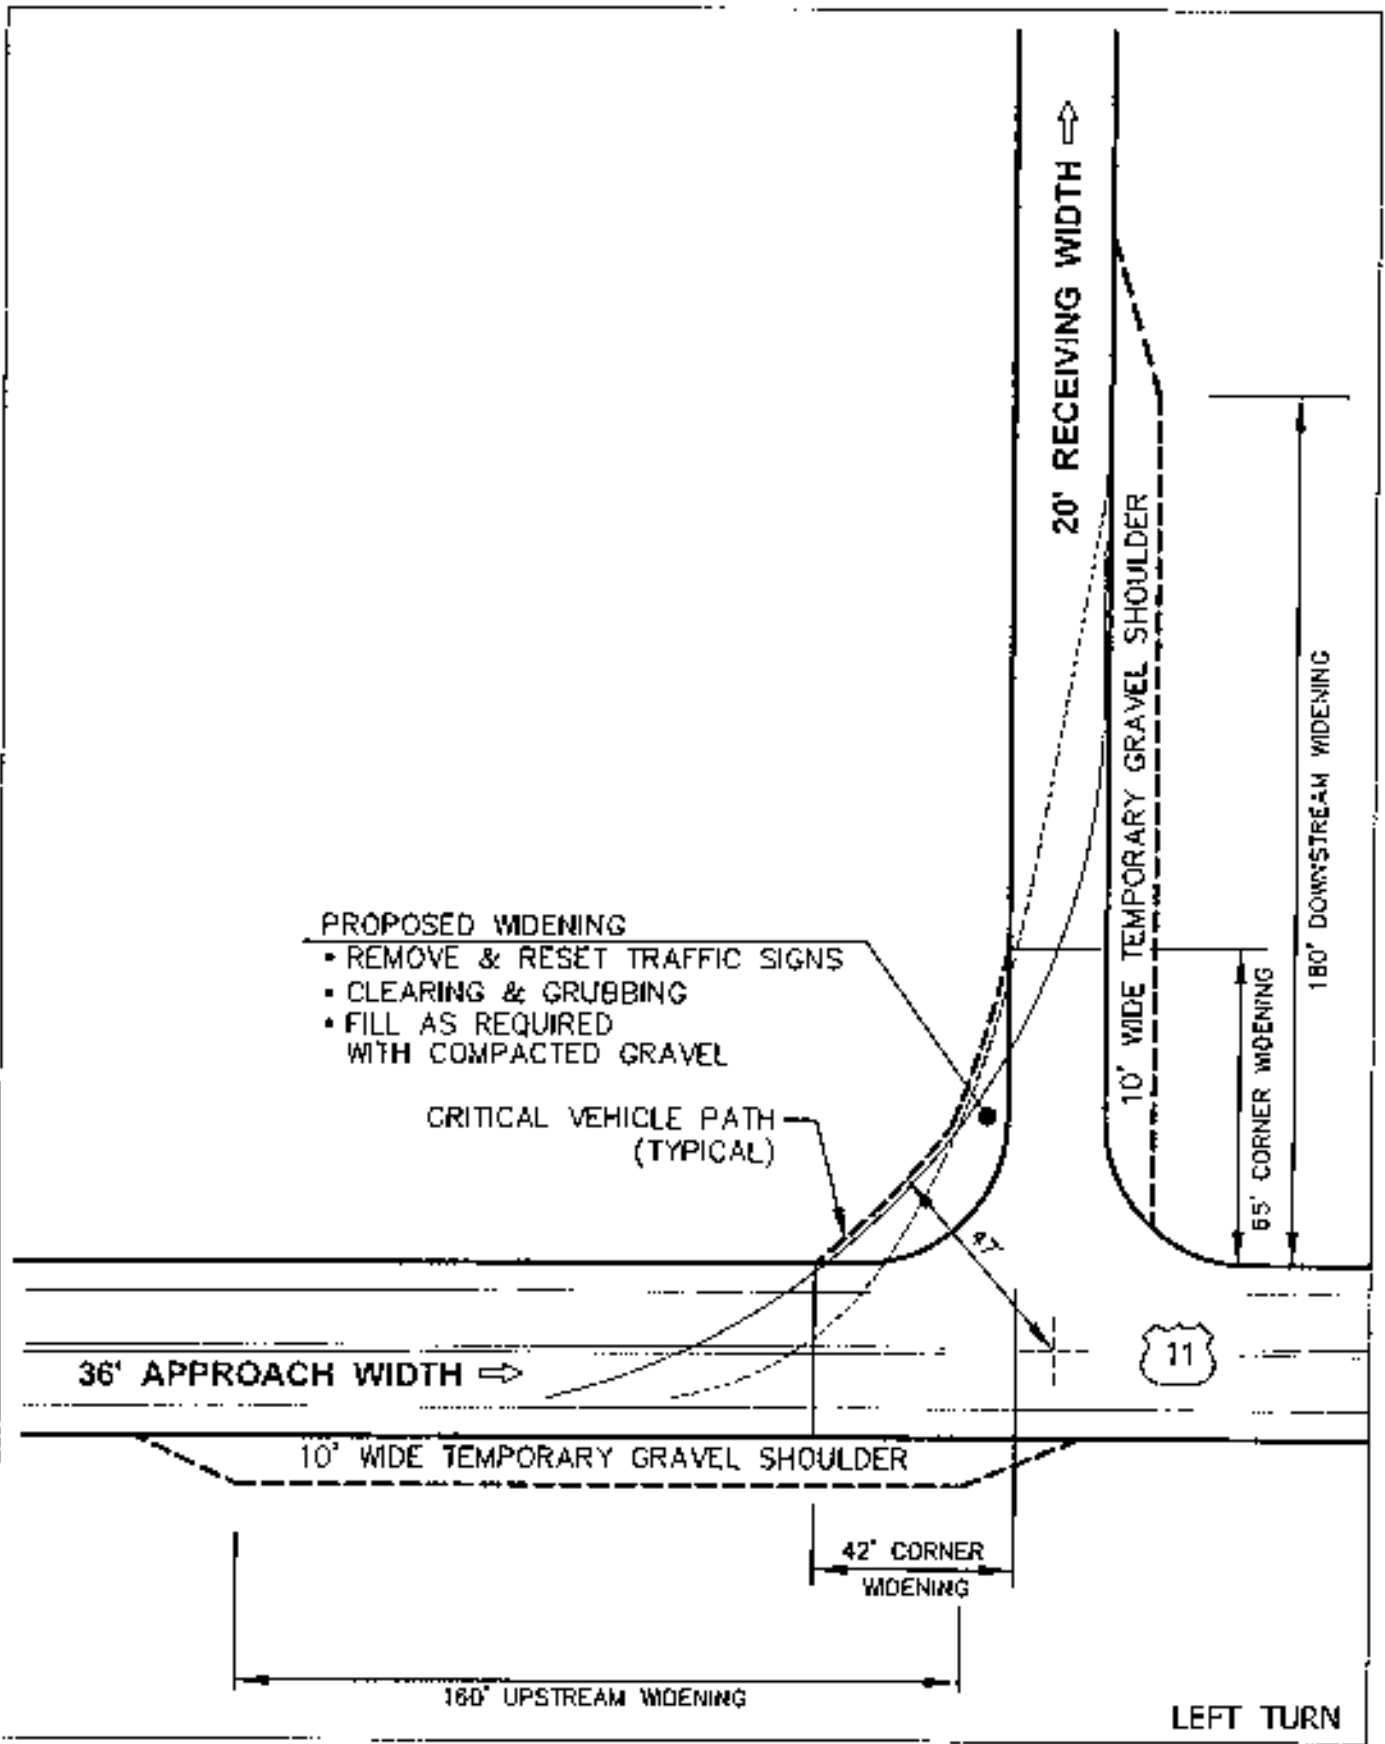 20' RECEIVING WIDTH
10' WIDE TEMPORARY GRAVEL SHOULDER
180' DOWNSTREAM WIDENING
65' CORNER WIDENING
PROPOSED WIDENING
• REMOVE & RESET TRAFFIC SIGNS
• CLEARING & GRUBBING
• FILL AS REQUIRED
WITH COMPACTED GRAVEL
CRITICAL VEHICLE PATH
(TYPICAL)
11
36' APPROACH WIDTH
10' WIDE TEMPORARY GRAVEL SHOULDER
42' CORNER
WIDENING
160' UPSTREAM WIDENING
LEFT TURN